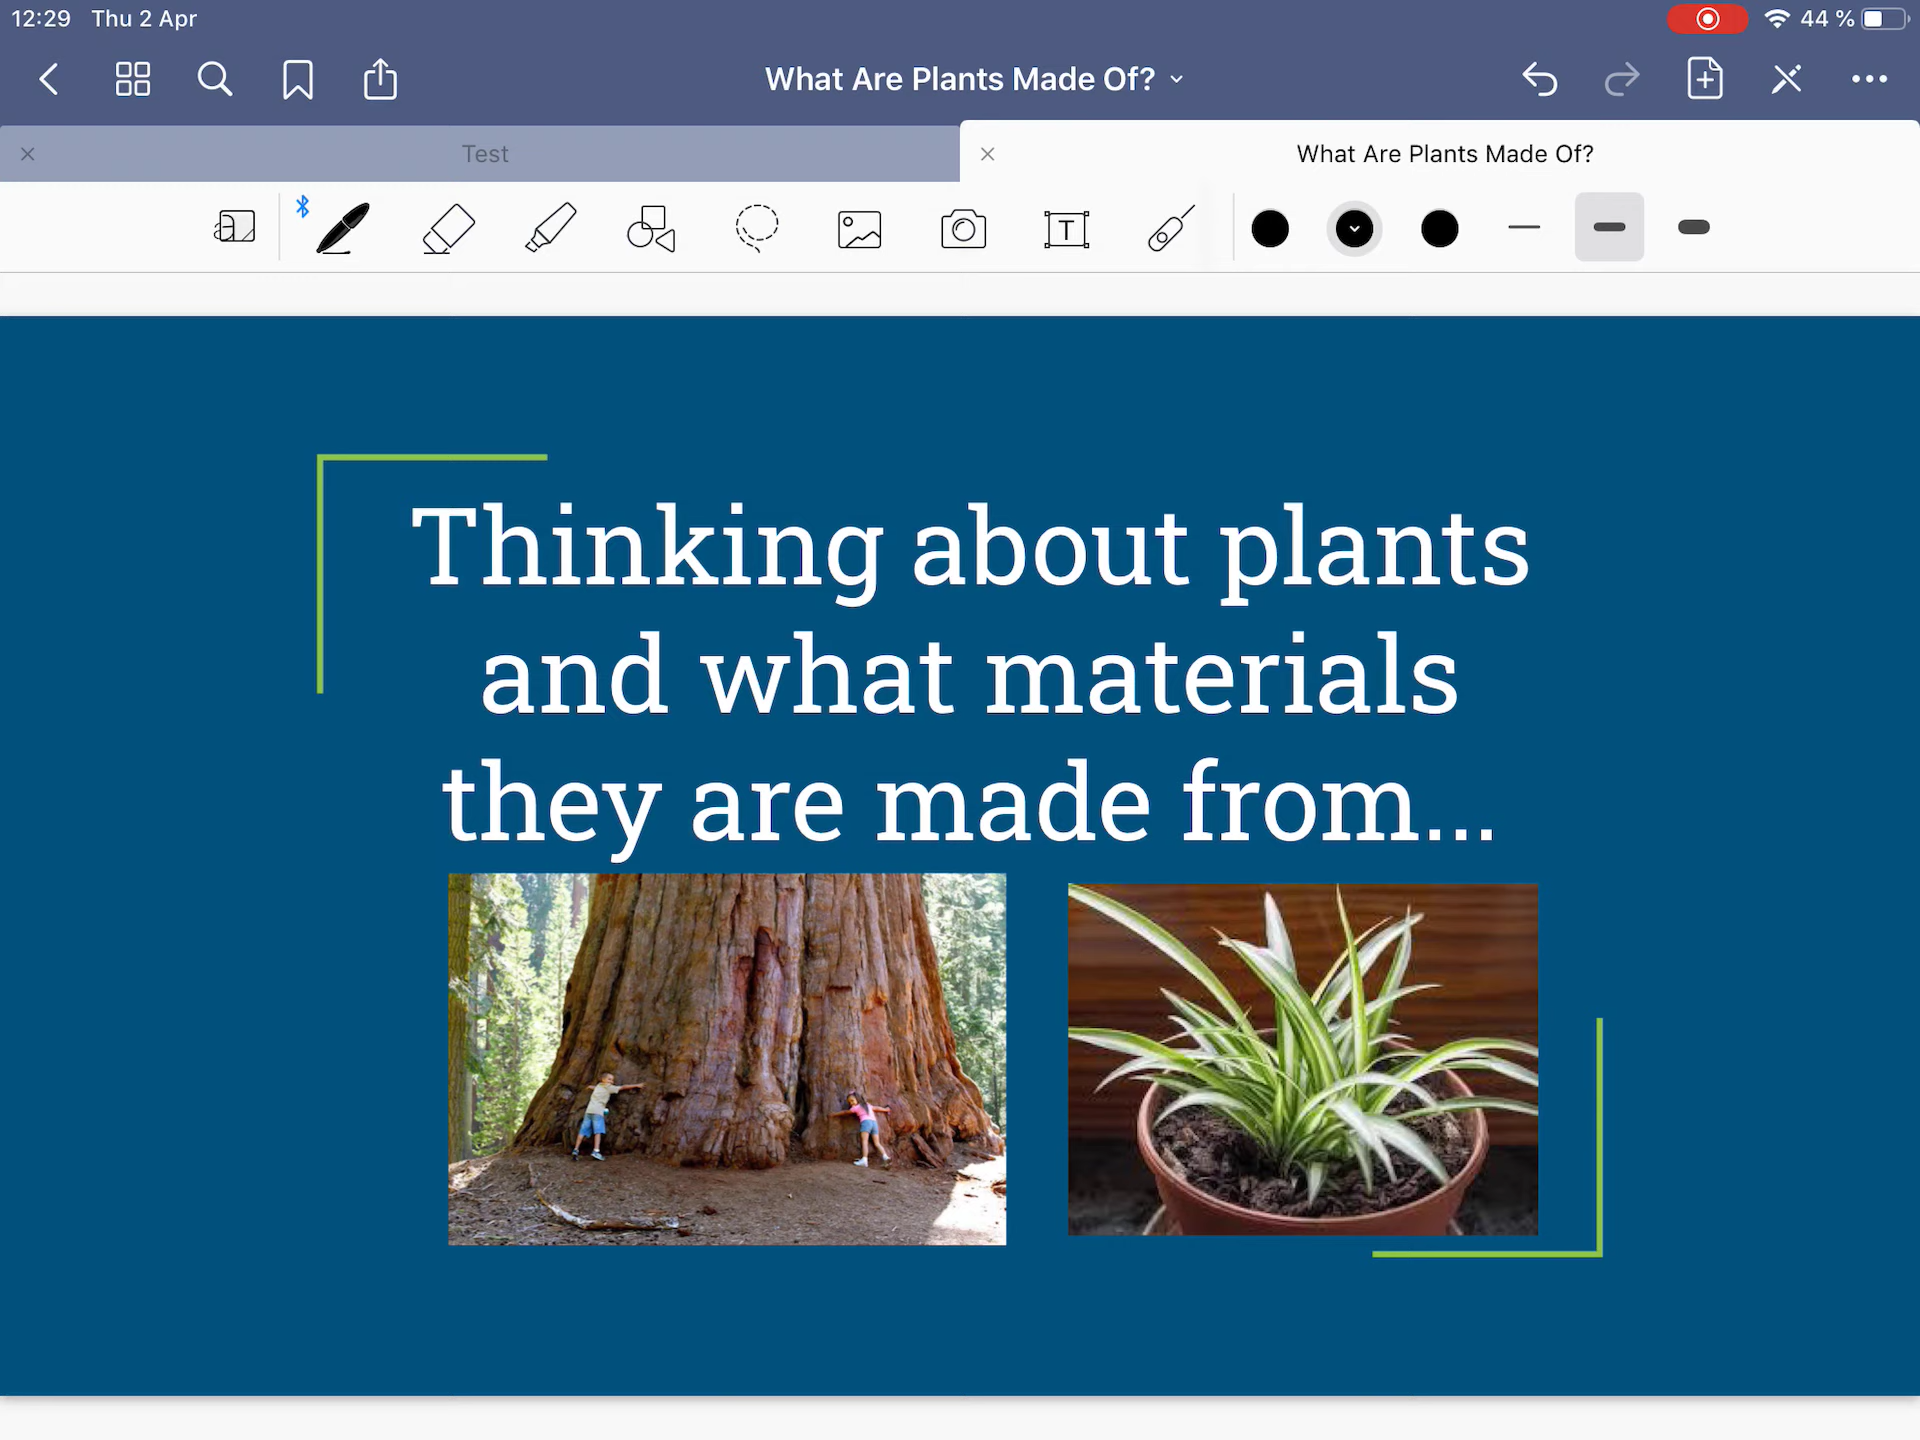 12:29 Thu 2 Apr
44 %
What Are Plants Made Of?
Test
What Are Plants Made Of?
a
T
Thinking about plants
and what materials
they are made from...